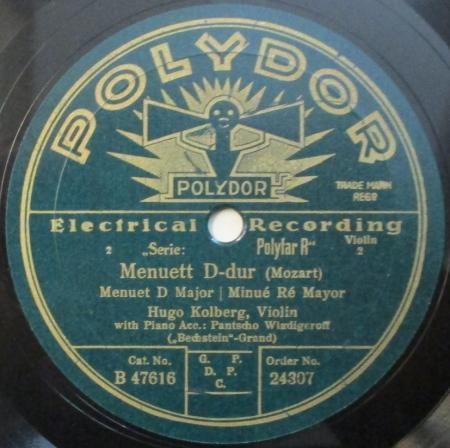 POLYDOR
POLYDOR
TRADE MARK
REGD
Electrical Recording
2 „Serie: Polyfar R" Violin 2
Menuett D-dur (Mozart)
Menuet D Major | Minué Ré Mayor
Hugo Kolberg, Violin
with Piano Acc.: Pantscho Wladigeroff
(„Bechstein"-Grand)
Cat. No. G. P. Order No.
B 47616 D. P. 24307
C.